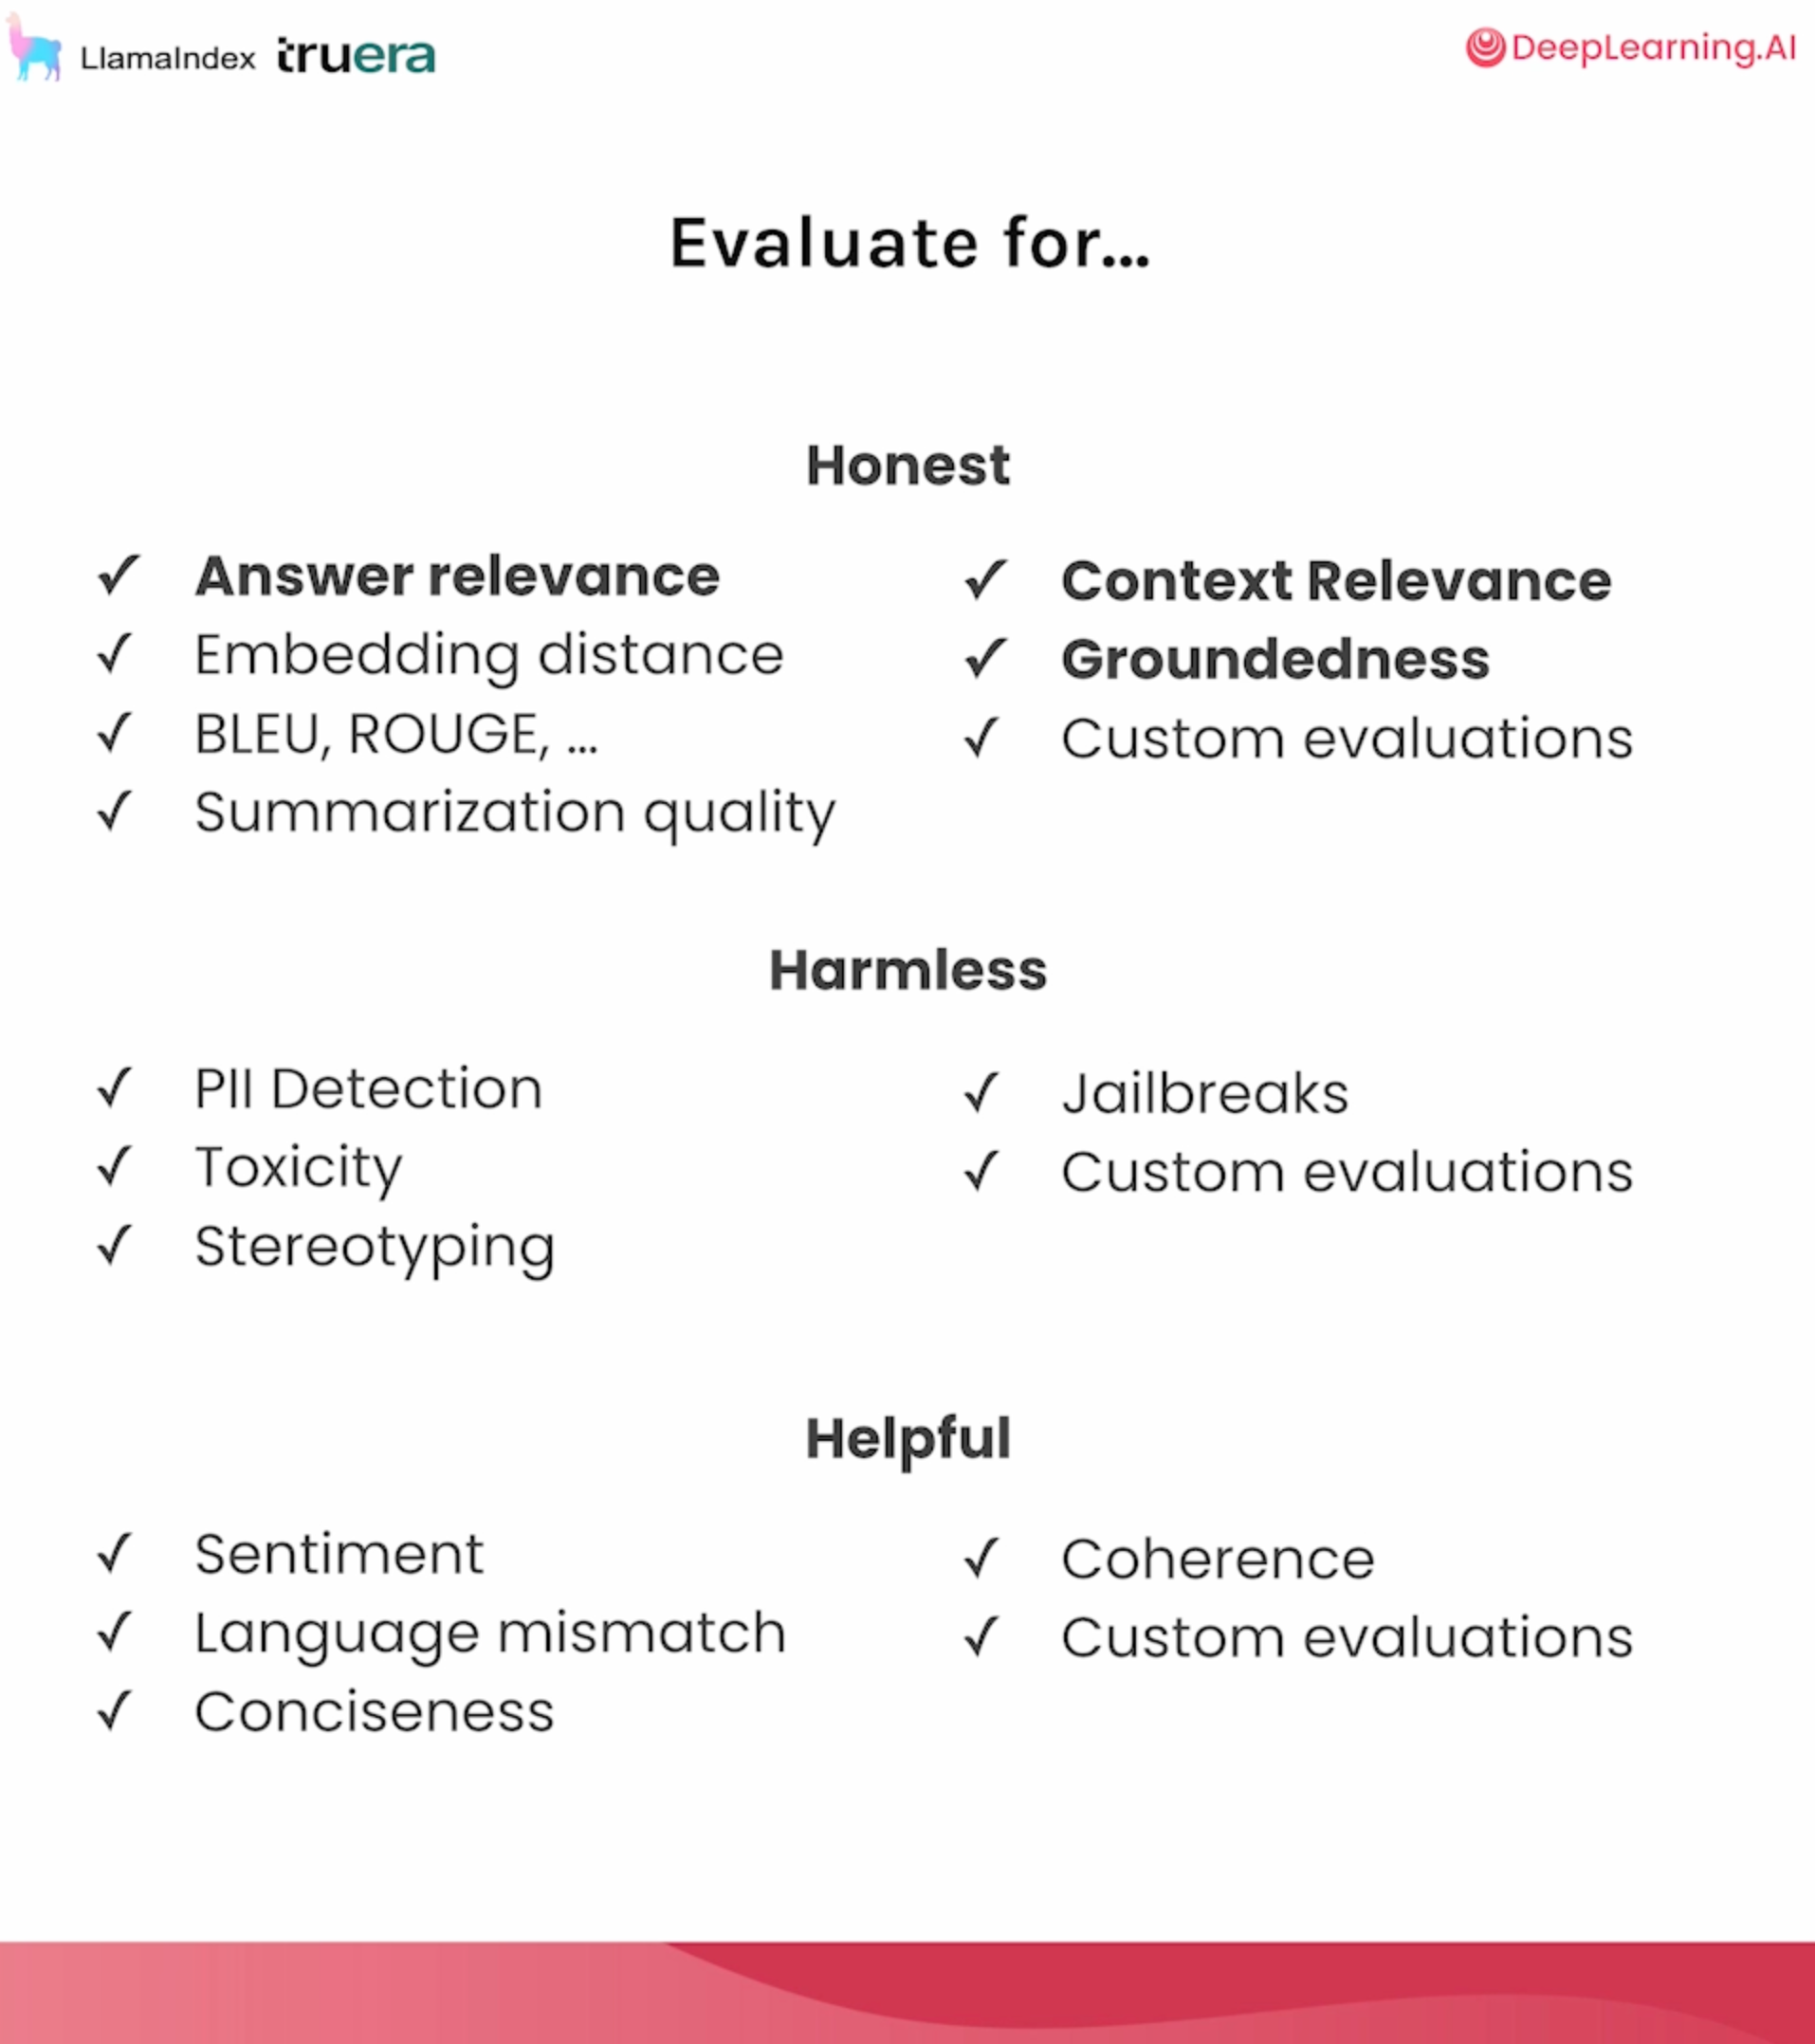 LlamaIndex truera
DeepLearning.AI
Evaluate for...
Honest
✓ Answer relevance
✓ Embedding distance
✓ BLEU, ROUGE, ...
✓ Summarization quality
✓ Context Relevance
✓ Groundedness
✓ Custom evaluations
Harmless
✓ PII Detection
✓ Toxicity
✓ Stereotyping
✓ Jailbreaks
✓ Custom evaluations
Helpful
✓ Sentiment
✓ Language mismatch
✓ Conciseness
✓ Coherence
✓ Custom evaluations